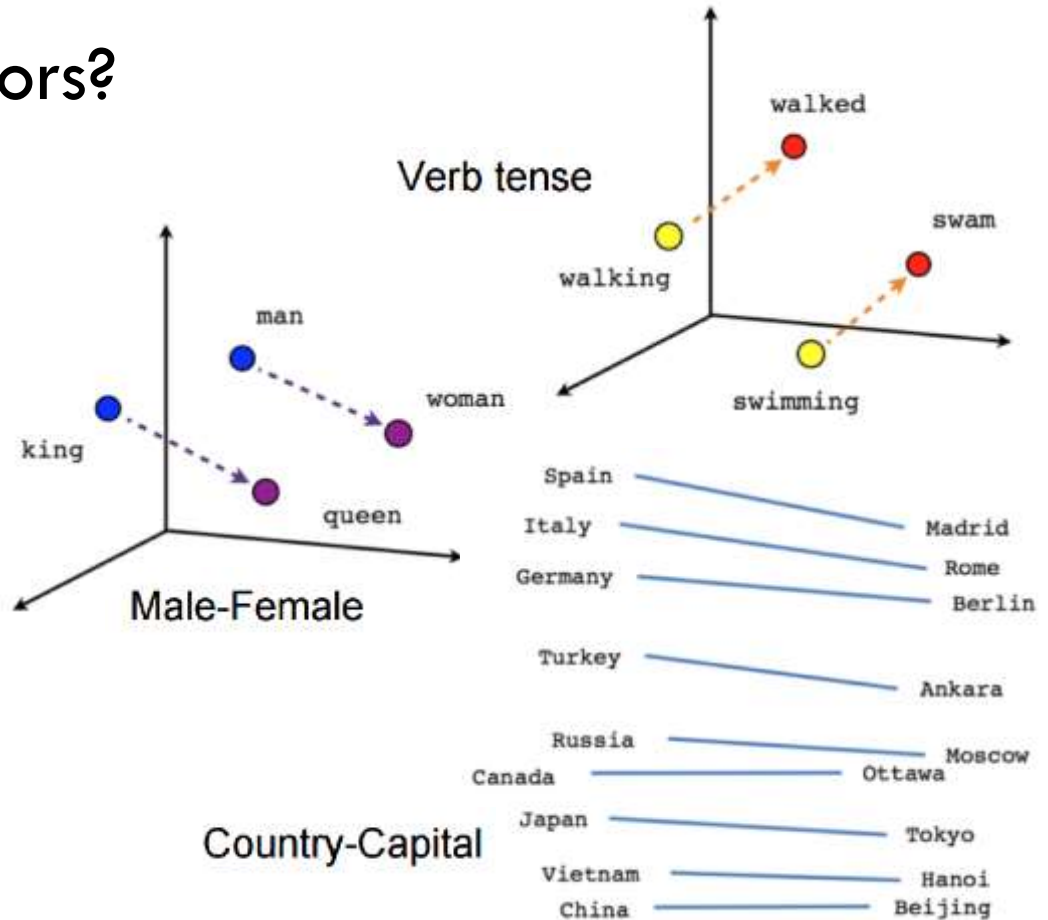 ors?
Verb tense
walked
swam
walking
swimming
man
woman
king
queen
Male-Female
Spain Madrid
Italy Rome
Germany Berlin
Turkey Ankara
Russia Moscow
Canada Ottawa
Japan Tokyo
Vietnam Hanoi
China Beijing
Country-Capital